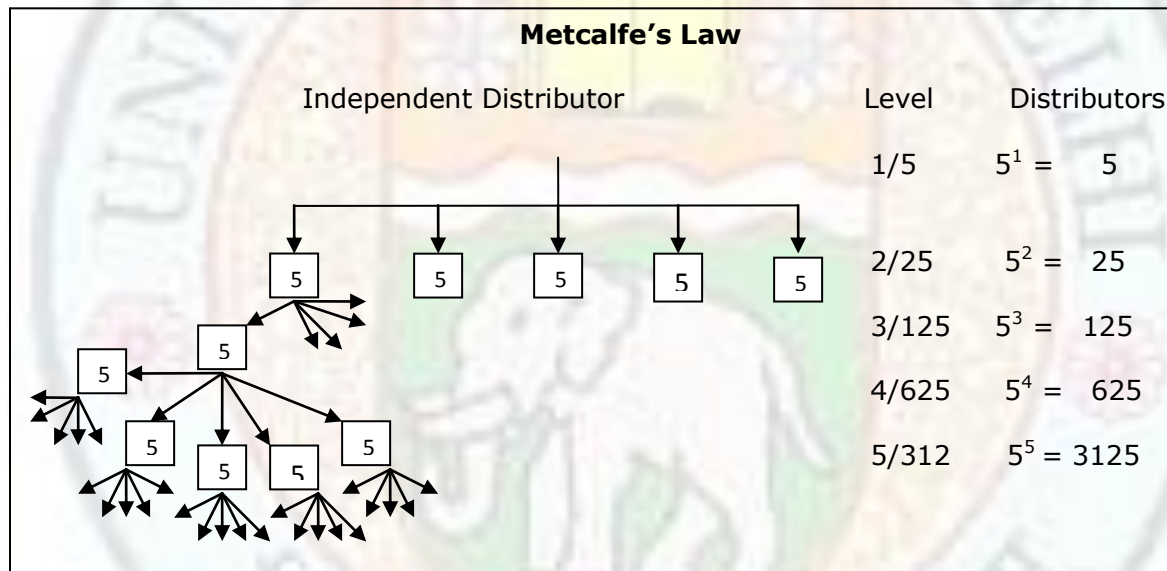 Metcalfe's Law
Independent Distributor Level Distributors
1/5 5¹ = 5
5 5 5 5 5 2/25 5² = 25
5 3/125 5³ = 125
5
4/625 5⁴ = 625
5 5 5 5 5/312 5⁵ = 3125
UNI